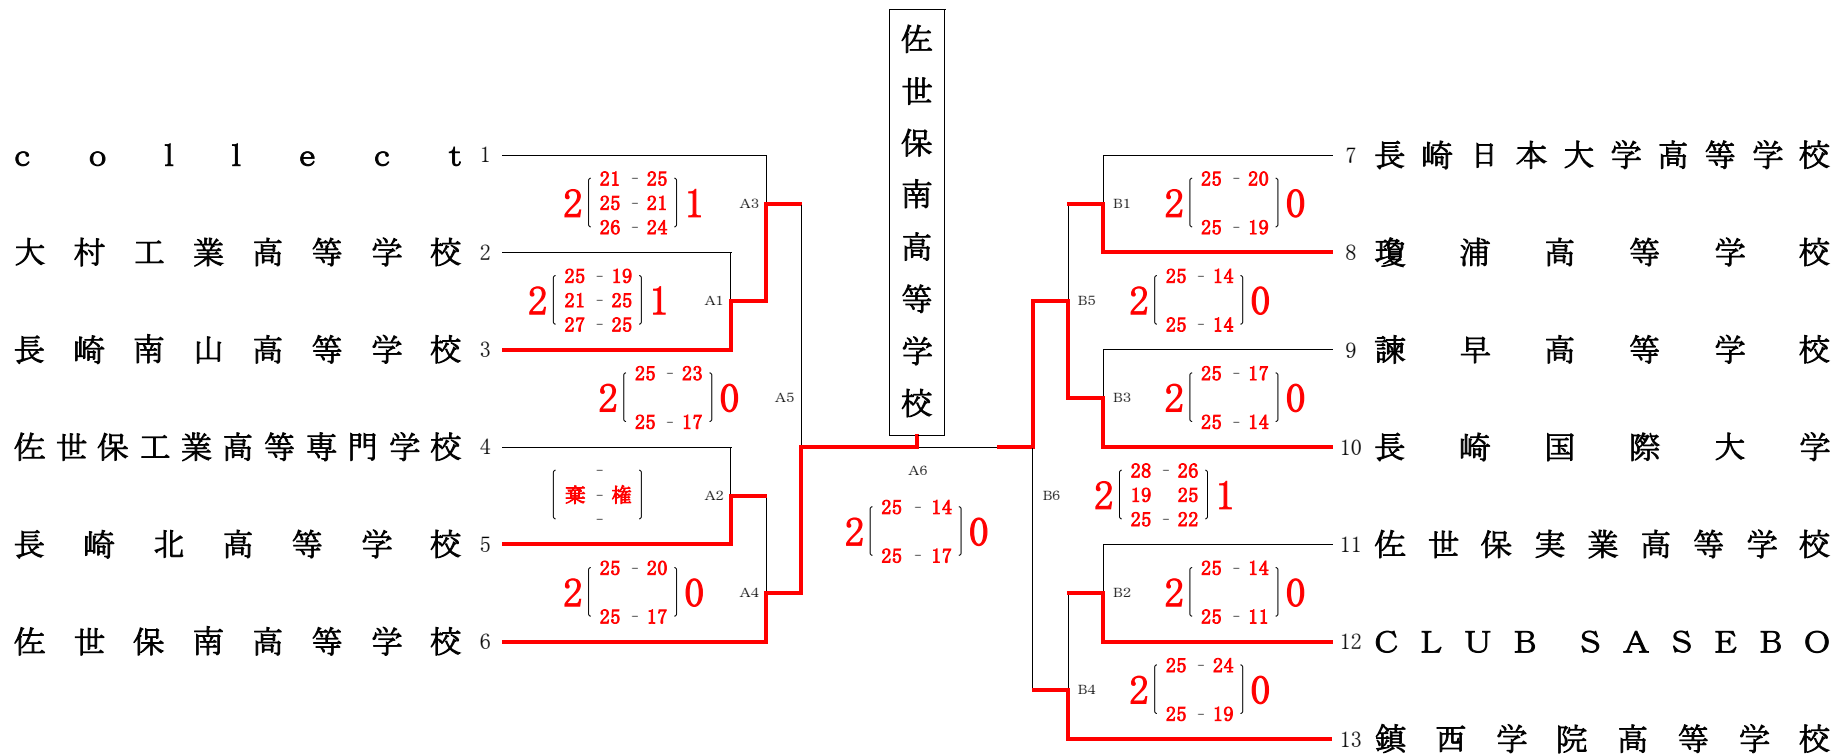 佐世保南高等学校
collect 1
21 - 25
2 25 - 21 1
26 - 24
A3
大村工業高等学校 2
25 - 19
2 21 - 25 1
27 - 25
A1
長崎南山高等学校 3
25 - 23
2 0
25 - 17
A5
佐世保工業高等専門学校 4
-
棄 - 権
-
A2
長崎北高等学校 5
25 - 20
2 0
25 - 17
A4
佐世保南高等学校 6
A6
25 - 14
2 0
25 - 17
7 長崎日本大学高等学校
B1
25 - 20
2 0
25 - 19
8 瓊浦高等学校
B5
25 - 14
2 0
25 - 14
9 諫早高等学校
B3
25 - 17
2 0
25 - 14
10 長崎国際大学
B6
28 - 26
2 19 25 1
25 - 22
11 佐世保実業高等学校
B2
25 - 14
2 0
25 - 11
12 CLUB SASEBO
B4
25 - 24
2 0
25 - 19
13 鎮西学院高等学校